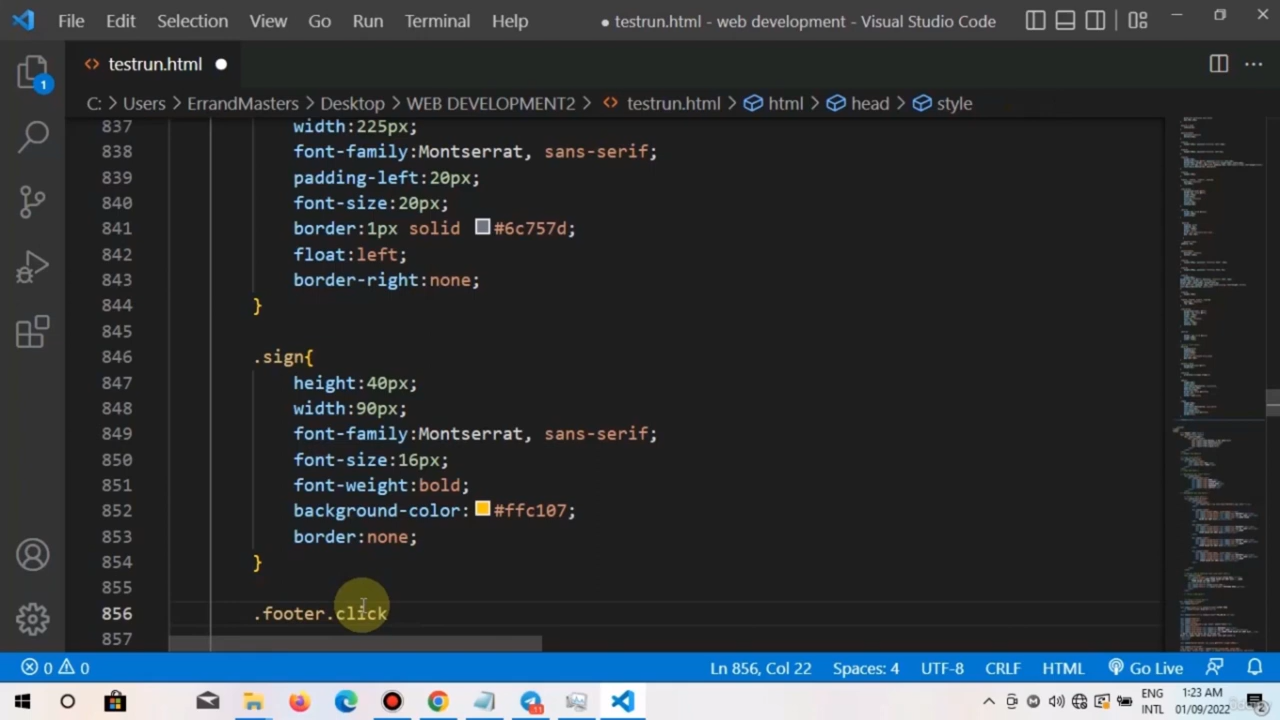 File Edit Selection View Go Run Terminal Help ● testrun.html - web development - Visual Studio Code
1
<> testrun.html ●
C: > Users > ErrandMasters > Desktop > WEB DEVELOPMENT2 > <> testrun.html > html > head > style
837 width:225px;
838 font-family:Montserrat, sans-serif;
839 padding-left:20px;
840 font-size:20px;
841 border:1px solid #6c757d;
842 float:left;
843 border-right:none;
844 }
845
846 .sign{
847 height:40px;
848 width:90px;
849 font-family:Montserrat, sans-serif;
850 font-size:16px;
851 font-weight:bold;
852 background-color:#ffc107;
853 border:none;
854 }
855
856 .footer.click
857
0 0 Ln 856, Col 22 Spaces: 4 UTF-8 CRLF HTML Go Live
11
ENG
INTL
1:23 AM
01/09/2022
2